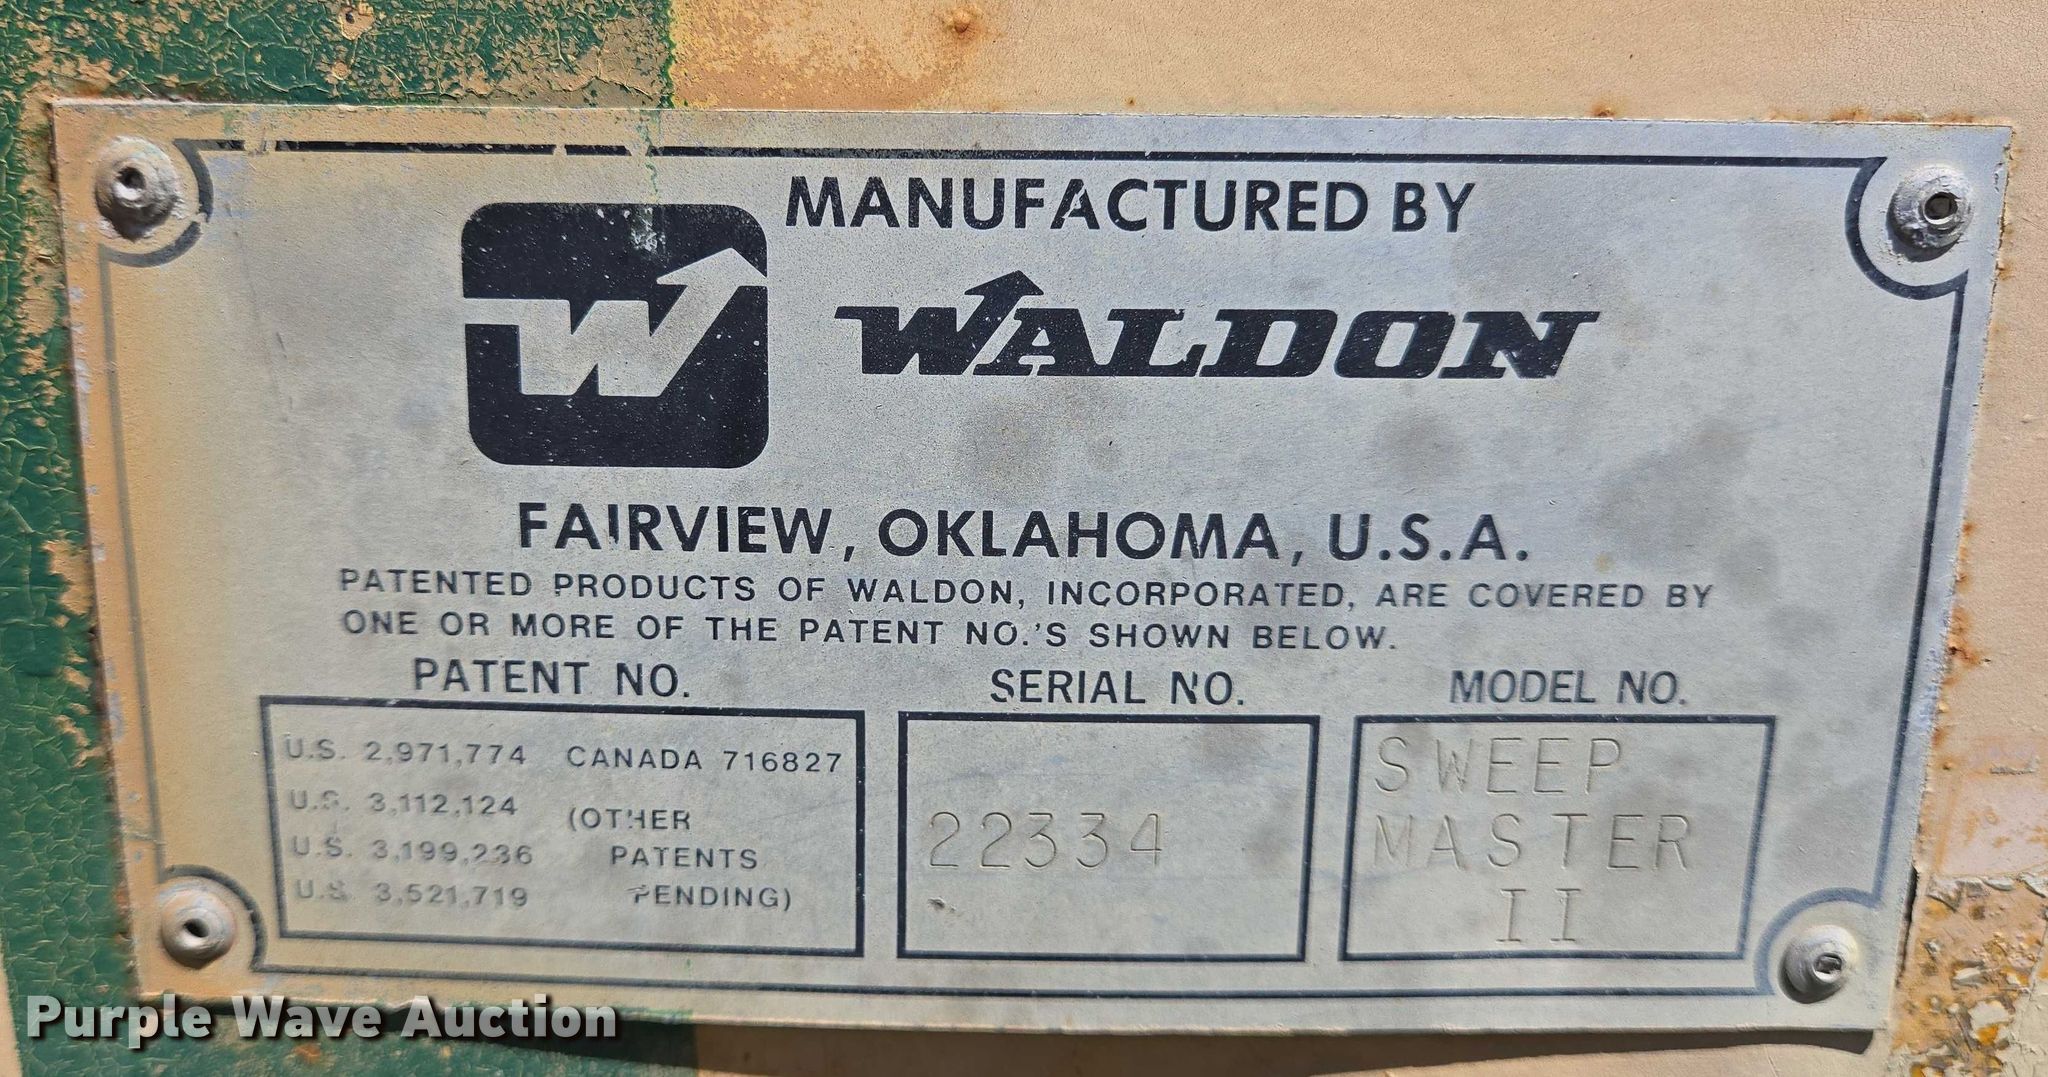 MANUFACTURED BY
W WALDON
FAIRVIEW, OKLAHOMA, U.S.A.
PATENTED PRODUCTS OF WALDON, INCORPORATED, ARE COVERED BY
ONE OR MORE OF THE PATENT NO.'S SHOWN BELOW.
PATENT NO.
U.S. 2,971,774
U.S. 3,112,124
U.S. 3,199,236
U.S. 3,521,719
CANADA 716827
(OTHER
PATENTS
PENDING)
SERIAL NO.
22334
MODEL NO.
SWEEP
MASTER
II
Purple Wave Auction